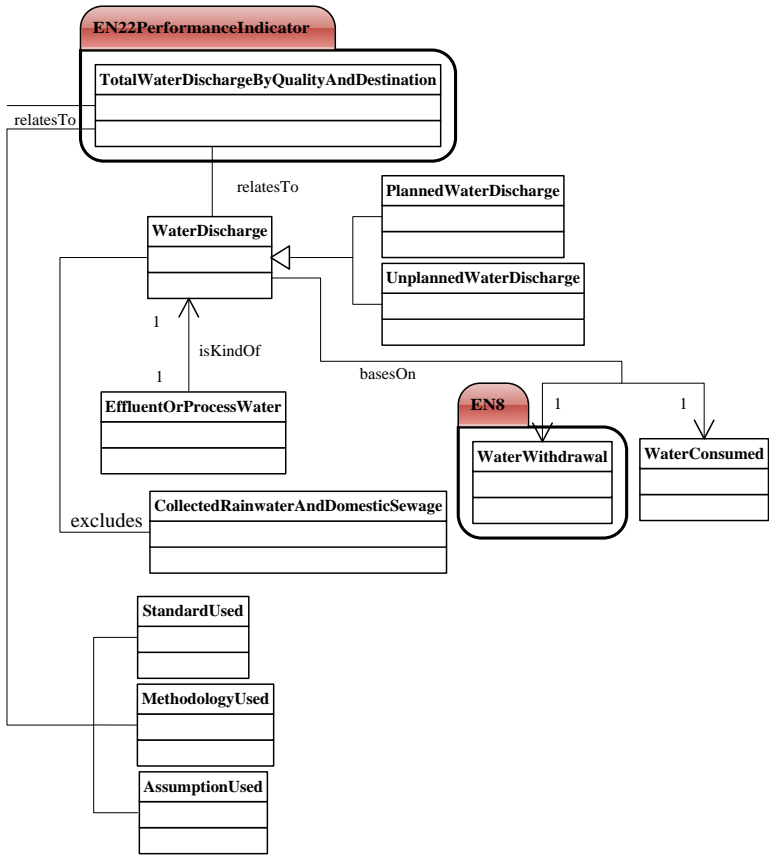 EN22PerformanceIndicator
TotalWaterDischargeByQualityAndDestination
relatesTo
relatesTo
PlannedWaterDischarge
WaterDischarge
UnplannedWaterDischarge
1
isKindOf
basesOn
1
EffluentOrProcessWater
EN8
1
1
WaterWithdrawal
WaterConsumed
CollectedRainwaterAndDomesticSewage
excludes
StandardUsed
MethodologyUsed
AssumptionUsed